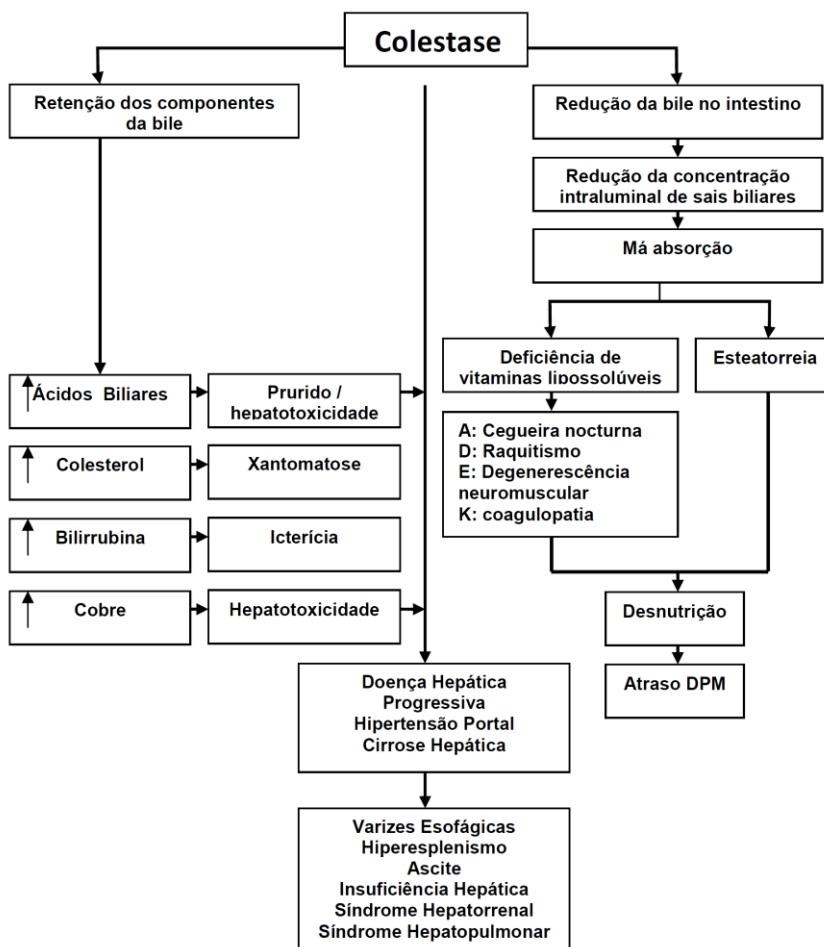 Colestase
Retenção dos componentes
da bile
Redução da bile no intestino
Redução da concentração
intraluminal de sais biliares
Má absorção
Deficiência de
vitaminas lipossolúveis
Esteatorreia
Ácidos Biliares
Prurido /
hepatotoxicidade
A: Cegueira nocturna
D: Raquitismo
E: Degenerescência
neuromuscular
K: coagulopatia
Colesterol
Xantomatose
Bilirrubina
Icterícia
Cobre
Hepatotoxicidade
Desnutrição
Atraso DPM
Doença Hepática
Progressiva
Hipertensão Portal
Cirrose Hepática
Varizes Esofágicas
Hiperesplenismo
Ascite
Insuficiência Hepática
Síndrome Hepatorrenal
Síndrome Hepatopulmonar